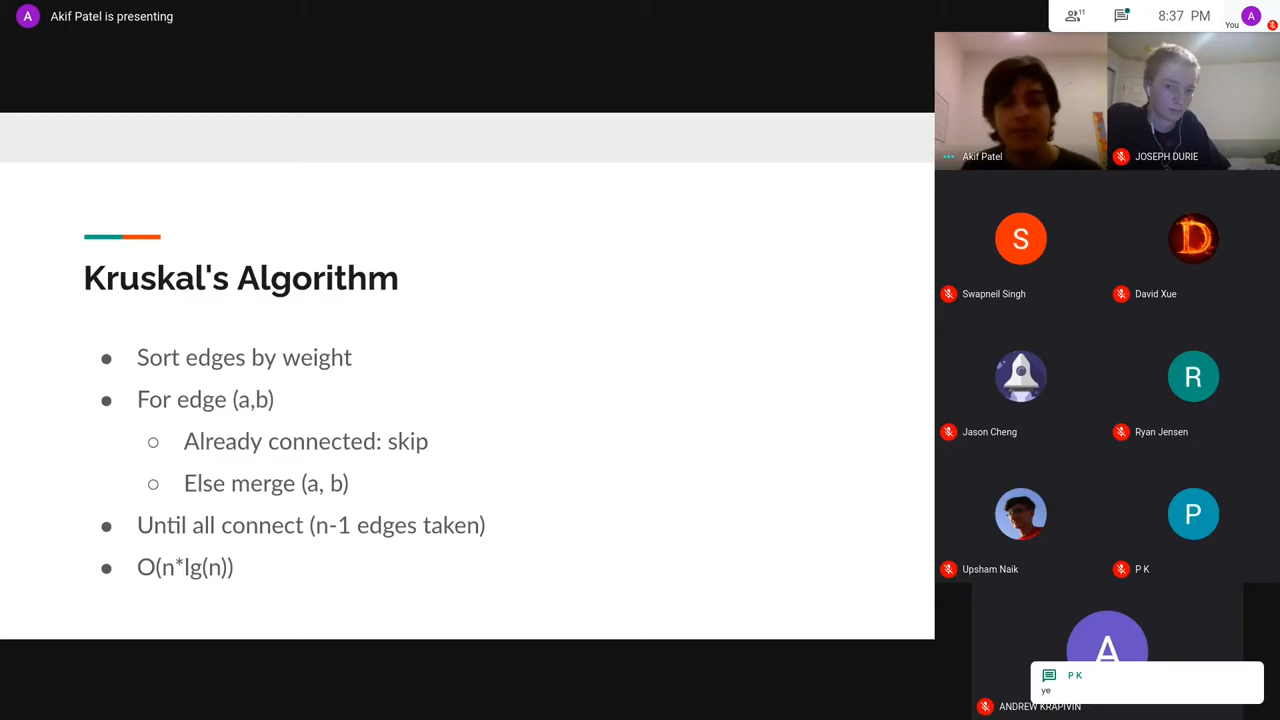 A
Akif Patel is presenting
11
8:37 PM
You
A
Kruskal's Algorithm
● Sort edges by weight
● For edge (a,b)
○ Already connected: skip
○ Else merge (a, b)
● Until all connect (n-1 edges taken)
● O(n*lg(n))
Akif Patel
JOSEPH DURIE
S
Swapneil Singh
D
David Xue
Jason Cheng
R
Ryan Jensen
Upsham Naik
P
P K
A
P K
ye
ANDREW KRAPIVIN